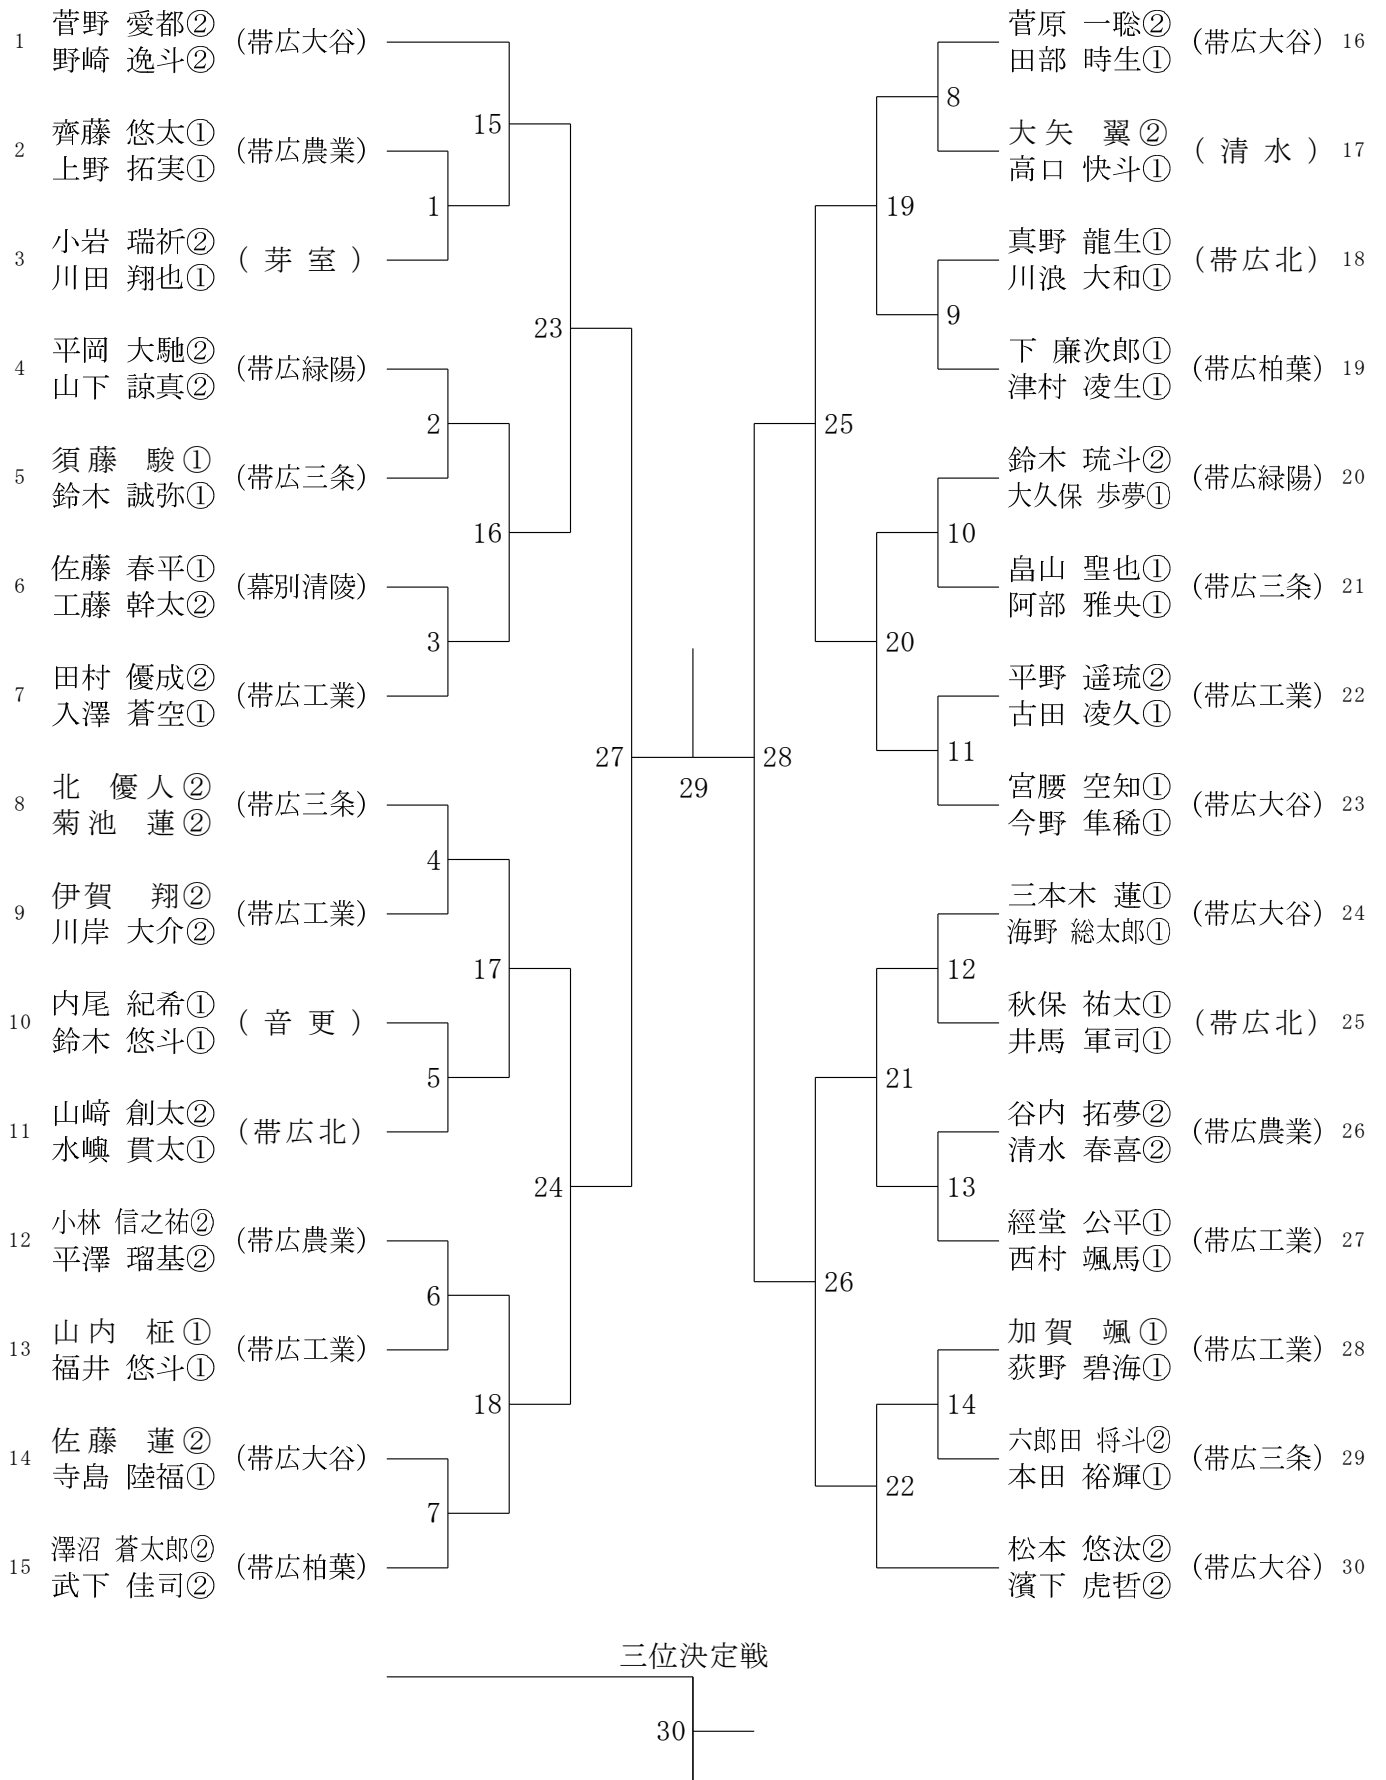 1 菅野 愛都② 野崎 逸斗② (帯広大谷)
2 齊藤 悠太① 上野 拓実① (帯広農業)
3 小岩 瑞祈② 川田 翔也① (芽室)
4 平岡 大馳② 山下 諒真② (帯広緑陽)
5 須藤 駿① 鈴木 誠弥① (帯広三条)
6 佐藤 春平① 工藤 幹太② (幕別清陵)
7 田村 優成② 入澤 蒼空① (帯広工業)
8 北 優人② 菊池 蓮② (帯広三条)
9 伊賀 翔② 川岸 大介② (帯広工業)
10 内尾 紀希① 鈴木 悠斗① (音更)
11 山﨑 創太② 水嶼 貫太① (帯広北)
12 小林 信之祐② 平澤 瑠基② (帯広農業)
13 山内 柾① 福井 悠斗① (帯広工業)
14 佐藤 蓮② 寺島 陸福① (帯広大谷)
15 澤沼 蒼太郎② 武下 佳司② (帯広柏葉)
1
2
3
4
5
6
7
15
16
17
18
23
24
27
29
28
25
26
19
20
21
22
8
9
10
11
12
13
14
菅原 一聡② 田部 時生① (帯広大谷) 16
大矢 翼② 高口 快斗① (清水) 17
真野 龍生① 川浪 大和① (帯広北) 18
下 廉次郎① 津村 凌生① (帯広柏葉) 19
鈴木 琉斗② 大久保 歩夢① (帯広緑陽) 20
畠山 聖也① 阿部 雅央① (帯広三条) 21
平野 遥琉② 古田 凌久① (帯広工業) 22
宮腰 空知① 今野 隼稀① (帯広大谷) 23
三本木 蓮① 海野 総太郎① (帯広大谷) 24
秋保 祐太① 井馬 軍司① (帯広北) 25
谷内 拓夢② 清水 春喜② (帯広農業) 26
經堂 公平① 西村 颯馬① (帯広工業) 27
加賀 颯① 荻野 碧海① (帯広工業) 28
六郎田 将斗② 本田 裕輝① (帯広三条) 29
松本 悠汰② 濱下 虎哲② (帯広大谷) 30
三位決定戦
30